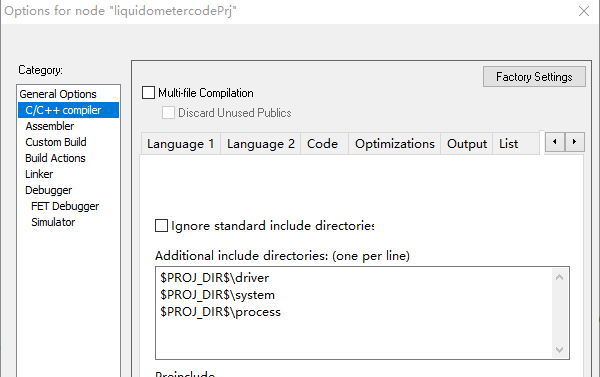 Options for node "liquidometercodePrj"
Category:
General Options
C/C++ compiler
Assembler
Custom Build
Build Actions
Linker
Debugger
FET Debugger
Simulator
Factory Settings
Multi-file Compilation
Discard Unused Publics
Language 1 Language 2 Code Optimizations Output List
Ignore standard include directories
Additional include directories: (one per line)
$PROJ_DIR$\driver
$PROJ_DIR$\system
$PROJ_DIR$\process
Preinclude